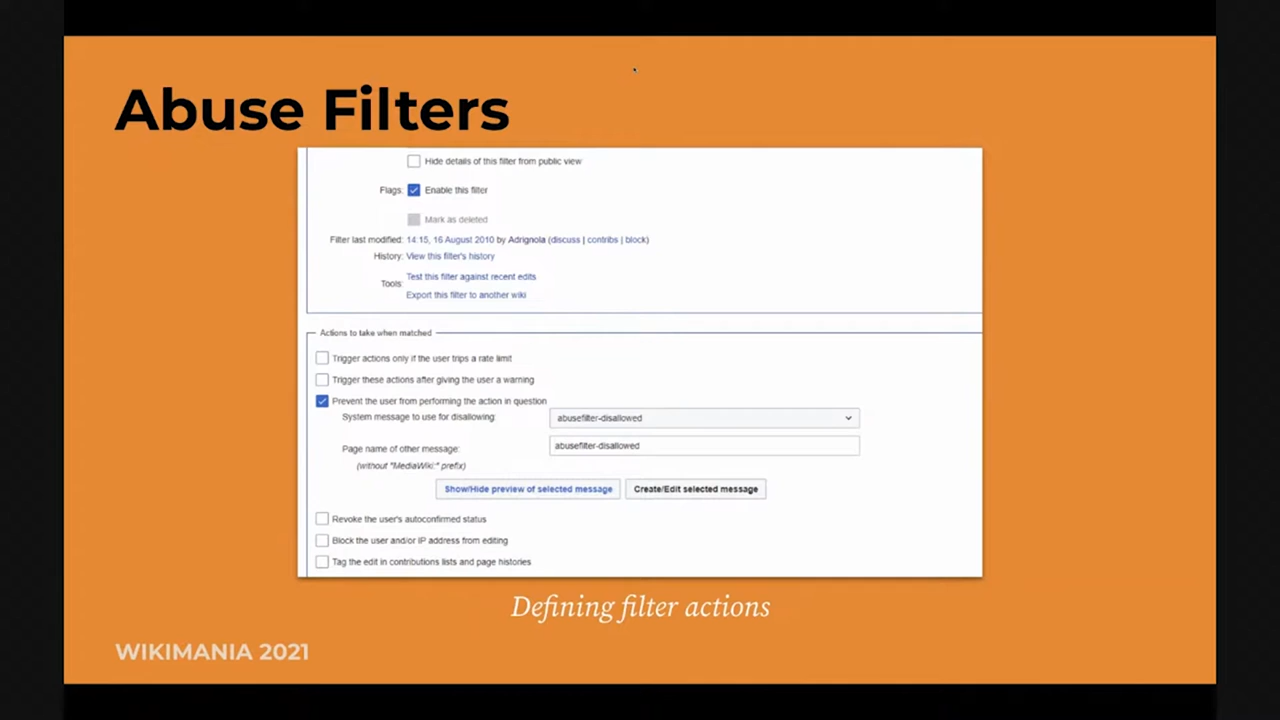 Abuse Filters
Hide details of this filter from public view
Flags: Enable this filter
Mark as deleted
Filter last modified: 14:15, 16 August 2010 by Adrignola (discuss | contribs | block)
History: View this filter's history
Tools: Test this filter against recent edits
Export this filter to another wiki
Actions to take when matched
Trigger actions only if the user trips a rate limit
Trigger these actions after giving the user a warning
Prevent the user from performing the action in question
System message to use for disallowing: abusefilter-disallowed
Page name of other message: abusefilter-disallowed
(without "MediaWiki:" prefix)
Show/Hide preview of selected message Create/Edit selected message
Revoke the user's autoconfirmed status
Block the user and/or IP address from editing
Tag the edit in contributions lists and page histories
Defining filter actions
WIKIMANIA 2021